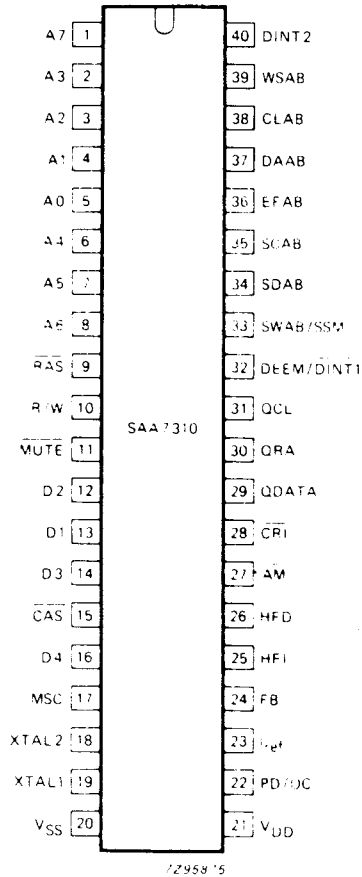 A7 1 40 DINT2
A3 2 39 WSAB
A2 3 38 CLAB
A1 4 37 DAAB
A0 5 36 EFAB
A4 6 35 SCAB
A5 7 34 SDAB
A6 8 33 SWAB/SSM
RAS 9 32 DEEM/DINT1
R/W 10 31 QCL
SAA7310
MUTE 11 30 QRA
D2 12 29 QDATA
D1 13 28 CRI
D3 14 27 AM
CAS 15 26 HFD
D4 16 25 HFI
MSC 17 24 FB
XTAL2 18 23 Iref
XTAL1 19 22 PD/OC
VSS 20 21 VDD